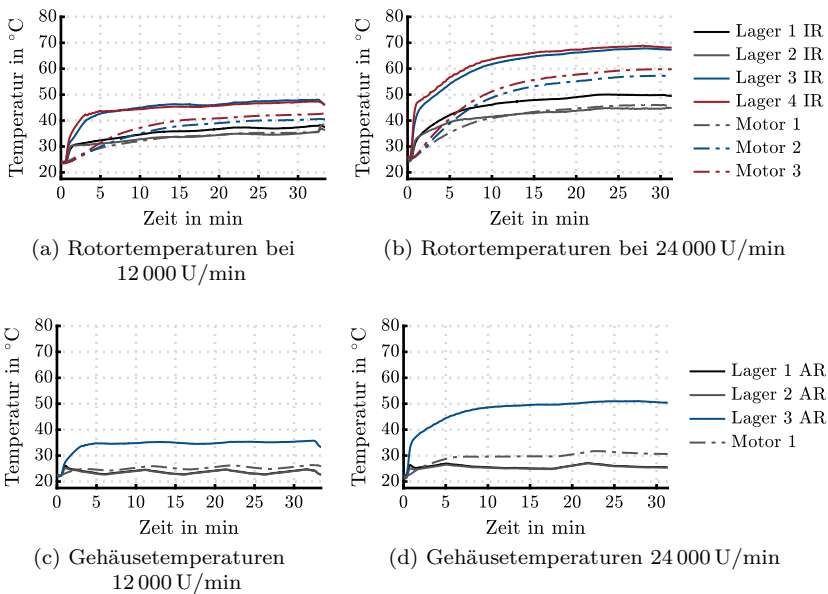 Temperatur in °C
80
70
60
50
40
30
20
0 5 10 15 20 25 30
Zeit in min
(a) Rotortemperaturen bei
12 000 U/min
Temperatur in °C
80
70
60
50
40
30
20
0 5 10 15 20 25 30
Zeit in min
(b) Rotortemperaturen bei 24 000 U/min
Lager 1 IR
Lager 2 IR
Lager 3 IR
Lager 4 IR
Motor 1
Motor 2
Motor 3
Temperatur in °C
80
70
60
50
40
30
20
0 5 10 15 20 25 30
Zeit in min
(c) Gehäusetemperaturen
12 000 U/min
Temperatur in °C
80
70
60
50
40
30
20
0 5 10 15 20 25 30
Zeit in min
(d) Gehäusetemperaturen 24 000 U/min
Lager 1 AR
Lager 2 AR
Lager 3 AR
Motor 1